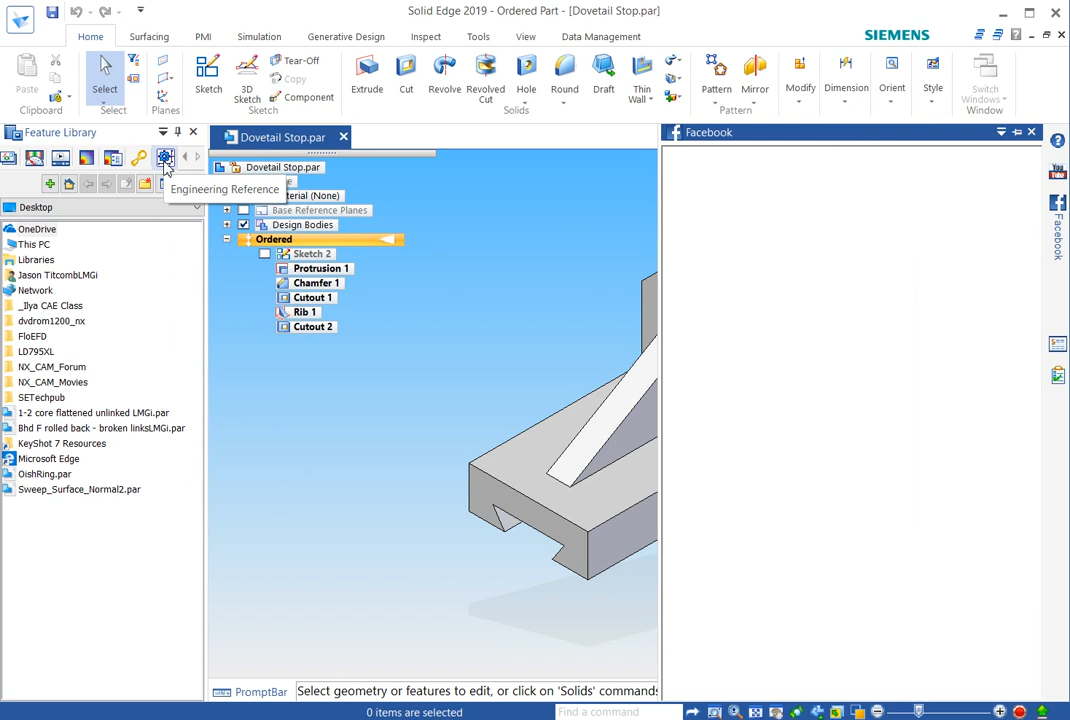 Solid Edge 2019 - Ordered Part - [Dovetail Stop.par]
Home Surfacing PMI Simulation Generative Design Inspect Tools View Data Management SIEMENS
Paste
Clipboard
Select
Select
Planes
Sketch
3D Sketch
Tear-Off
Copy
Component
Sketch
Extrude Cut Revolve Revolved Cut Hole Round Draft Thin Wall
Solids
Pattern Mirror
Pattern
Modify Dimension Orient Style
Switch Windows
Window
Feature Library
Engineering Reference
Desktop
OneDrive
This PC
Libraries
Jason TitcombLMGi
Network
_Ilya CAE Class
dvdrom1200_nx
FloEFD
LD795XL
NX_CAM_Forum
NX_CAM_Movies
SETechpub
1-2 core flattened unlinked LMGi.par
Bhd F rolled back - broken linksLMGi.par
KeyShot 7 Resources
Microsoft Edge
OishRing.par
Sweep_Surface_Normal2.par
Dovetail Stop.par
Dovetail Stop.par
(None)
Base Reference Planes
Design Bodies
Ordered
Sketch 2
Protrusion 1
Chamfer 1
Cutout 1
Rib 1
Cutout 2
Facebook
You Tube
Facebook
PromptBar
Select geometry or features to edit, or click on 'Solids' commands
0 items are selected
Find a command